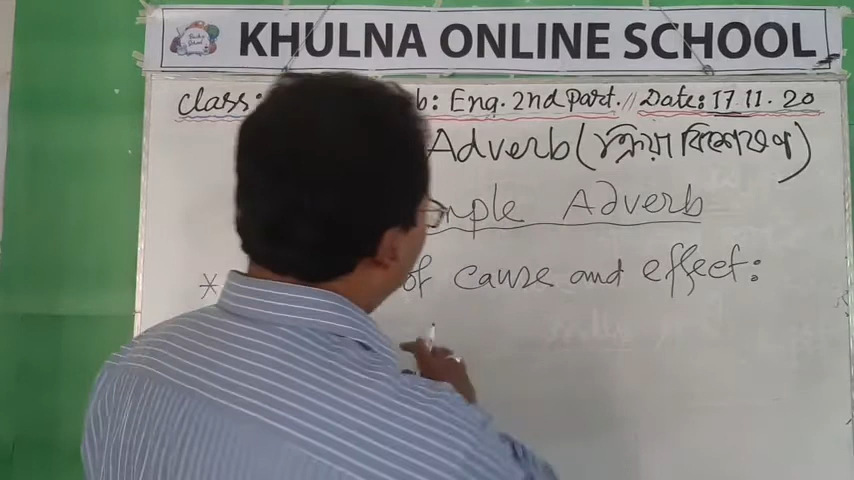 KHULNA ONLINE SCHOOL
Class: b: Eng. 2nd Part. // Date: 17.11.20
Adverb (ক্রিয়া বিশেষণ)
mple Adverb
* of cause and effect: